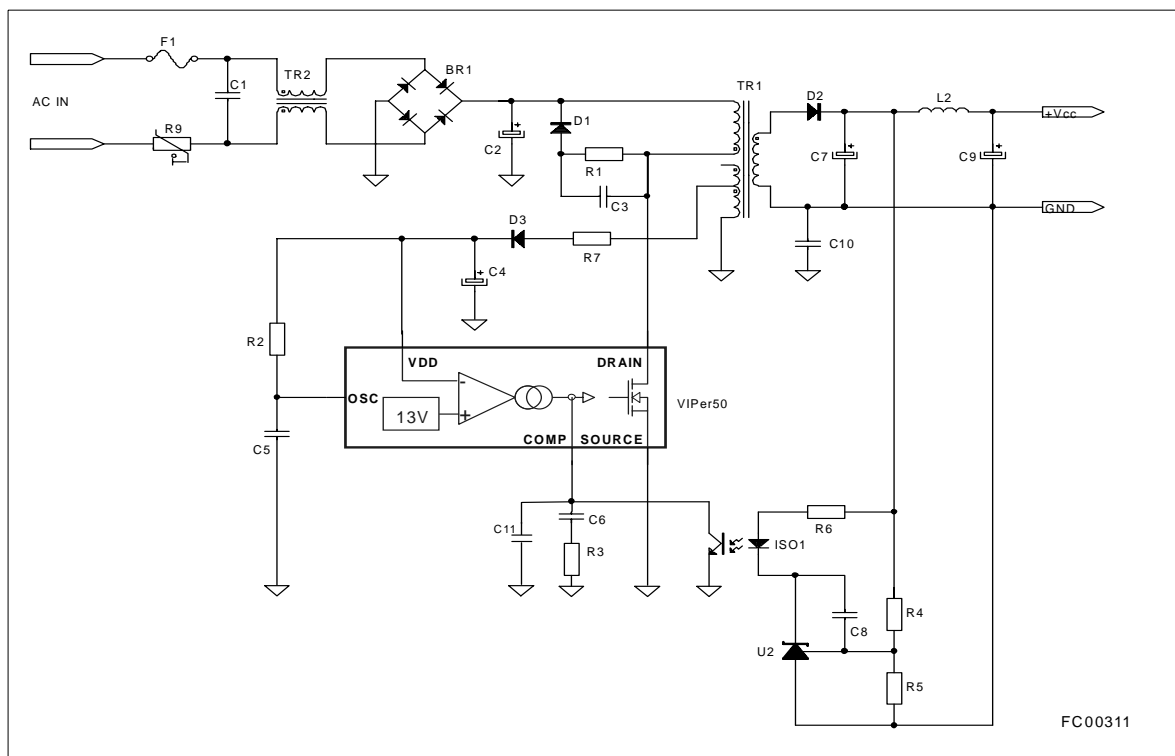 F1
BR1
TR2
TR1
C1
D2
L2
AC IN
+Vcc
D1
R9
C2
C7
C9
R1
C3
GND
D3
C10
R7
C4
R2
VDD
DRAIN
OSC
-
13V
+
VIPer50
COMP SOURCE
C5
C6
C11
R6
R3
ISO1
R4
C8
U2
R5
FC00311